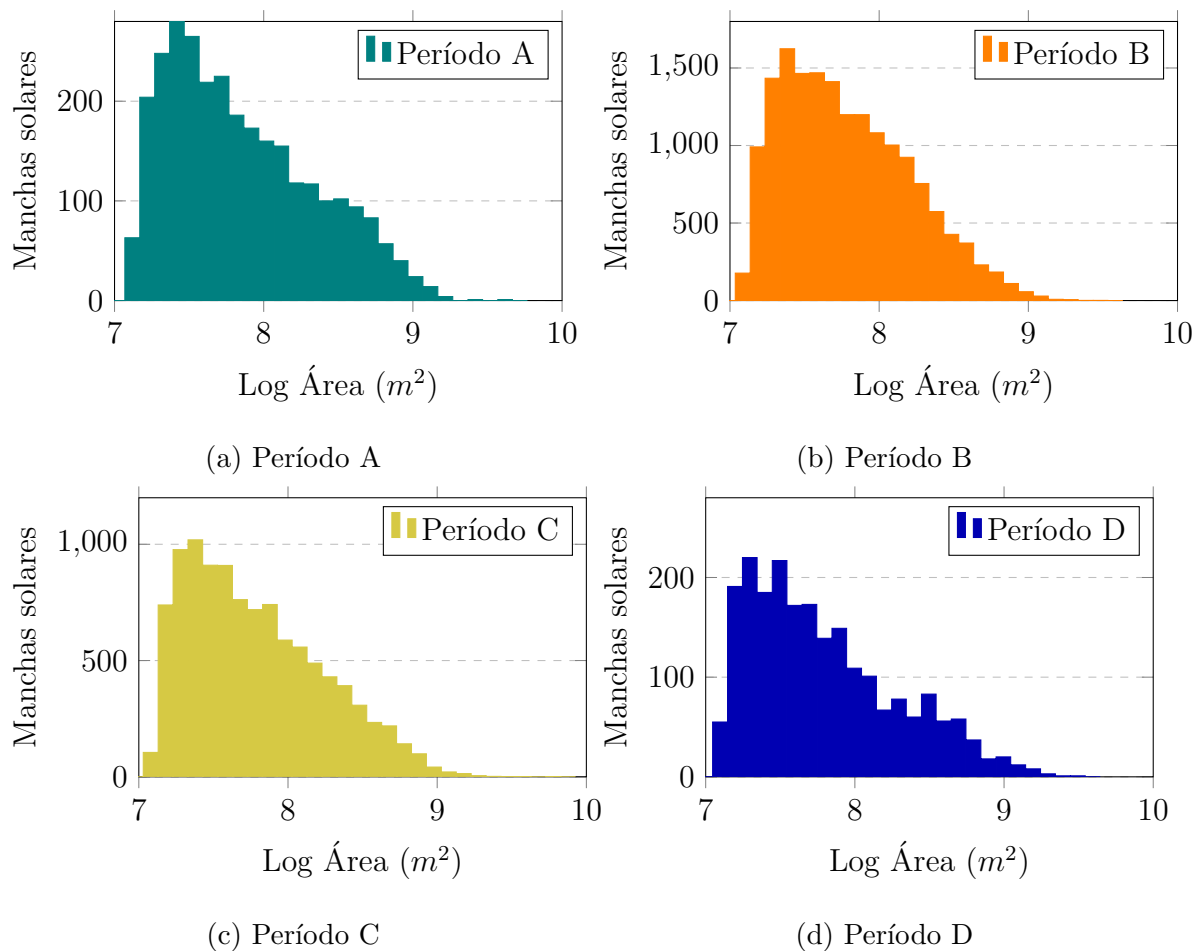 Manchas solares
200
100
0
Período A
7 8 9 10
Log Área (m²)
(a) Período A
Manchas solares
1,500
1,000
500
0
Período B
7 8 9 10
Log Área (m²)
(b) Período B
Manchas solares
1,000
500
0
Período C
7 8 9 10
Log Área (m²)
(c) Período C
Manchas solares
200
100
0
Período D
7 8 9 10
Log Área (m²)
(d) Período D